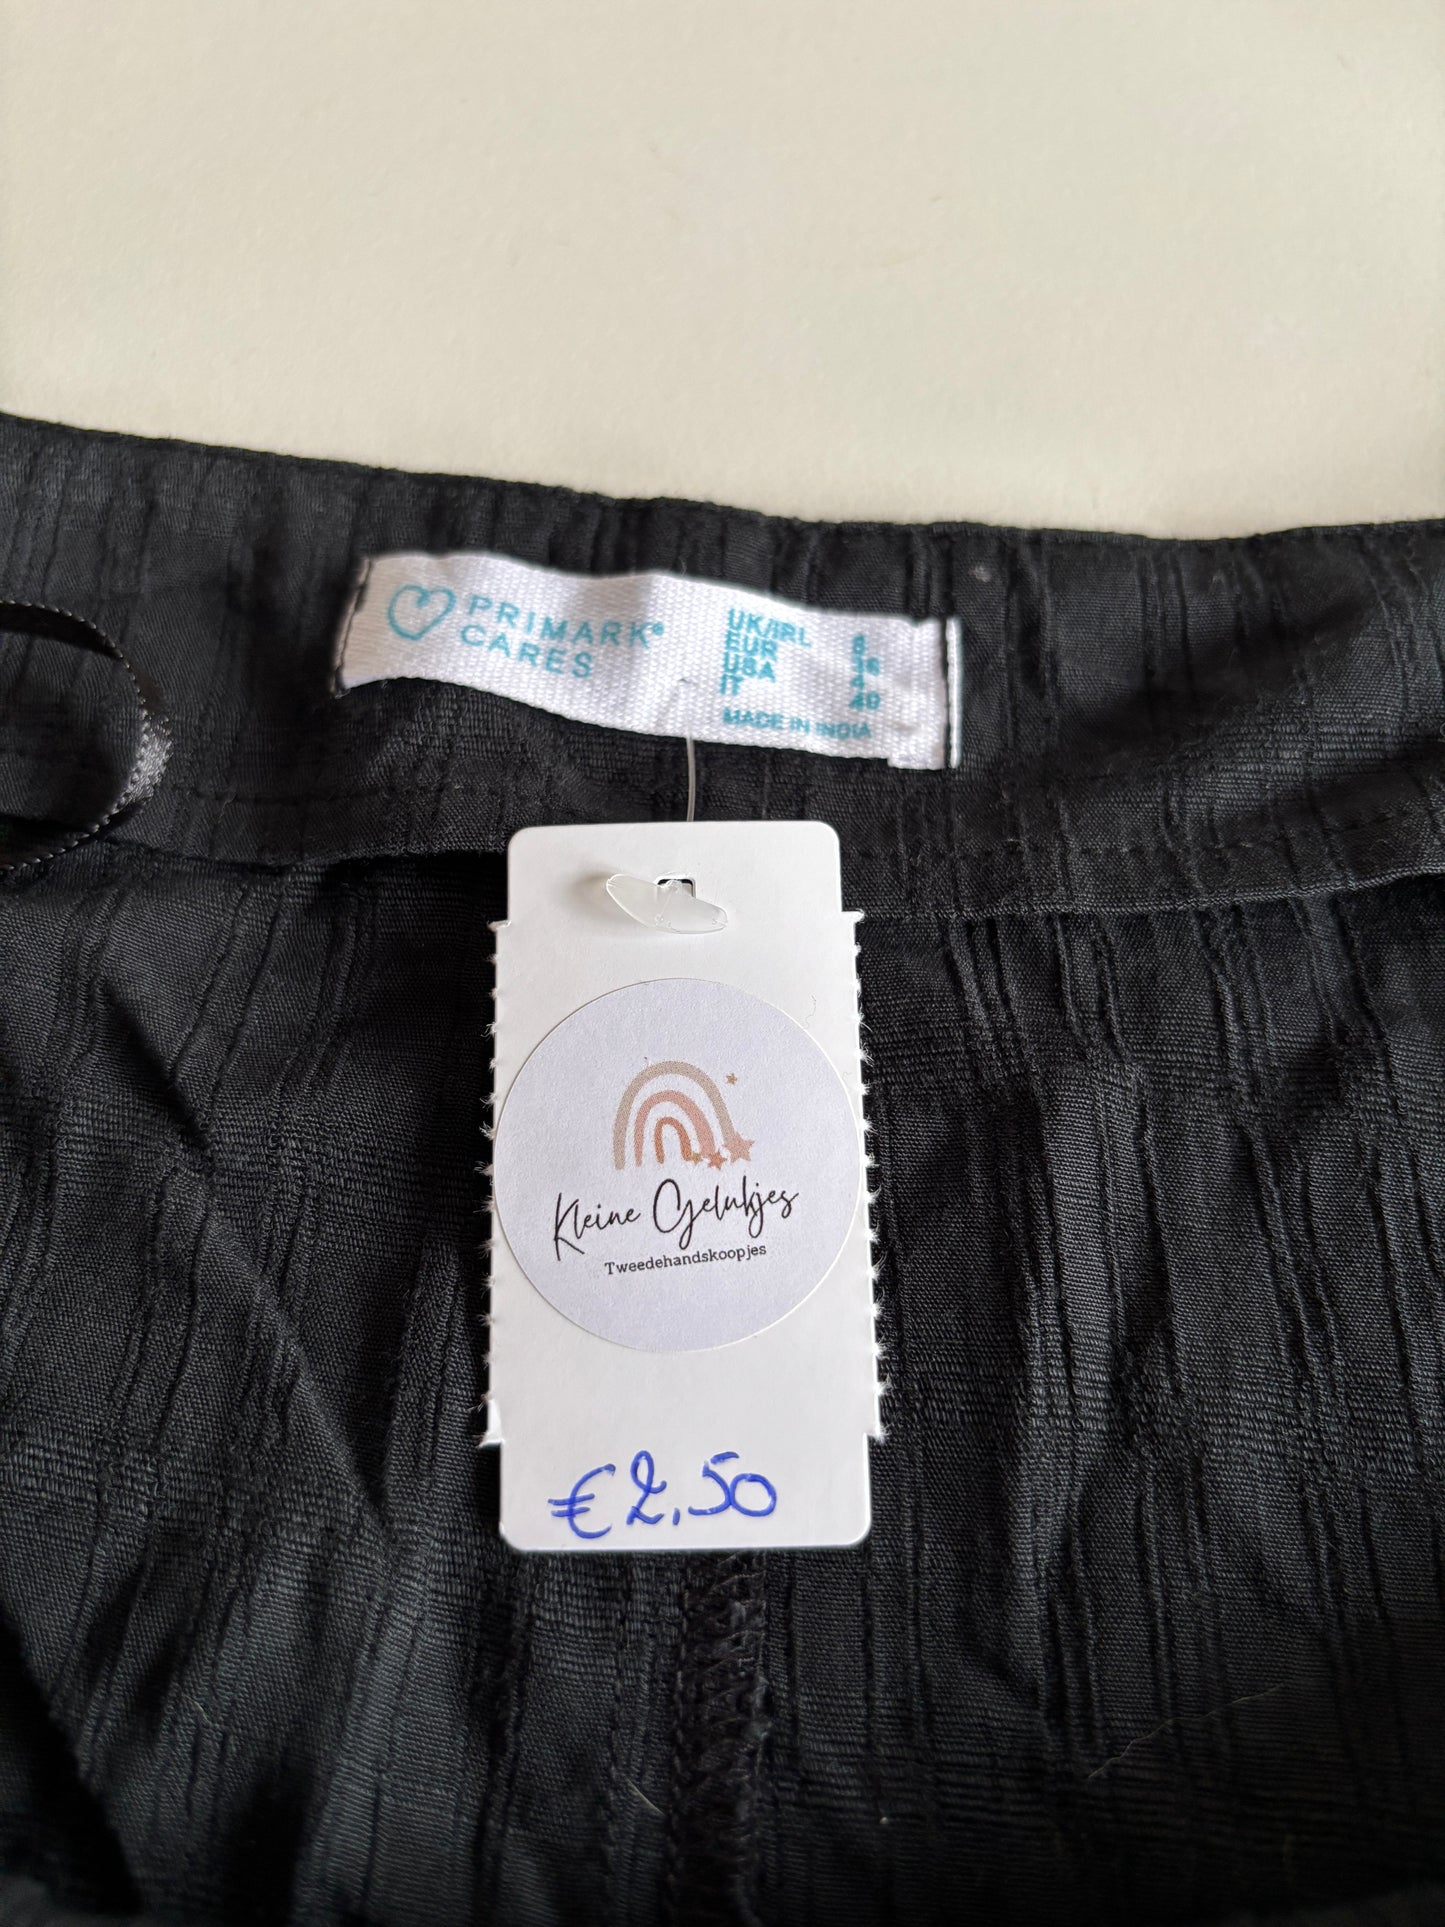 PRIMARK®
CARES
UK/IRL 8
EUR 36
USA 4
IT 40
MADE IN INDIA
Kleine Gelukjes
Tweedehandskoopjes
€2,50